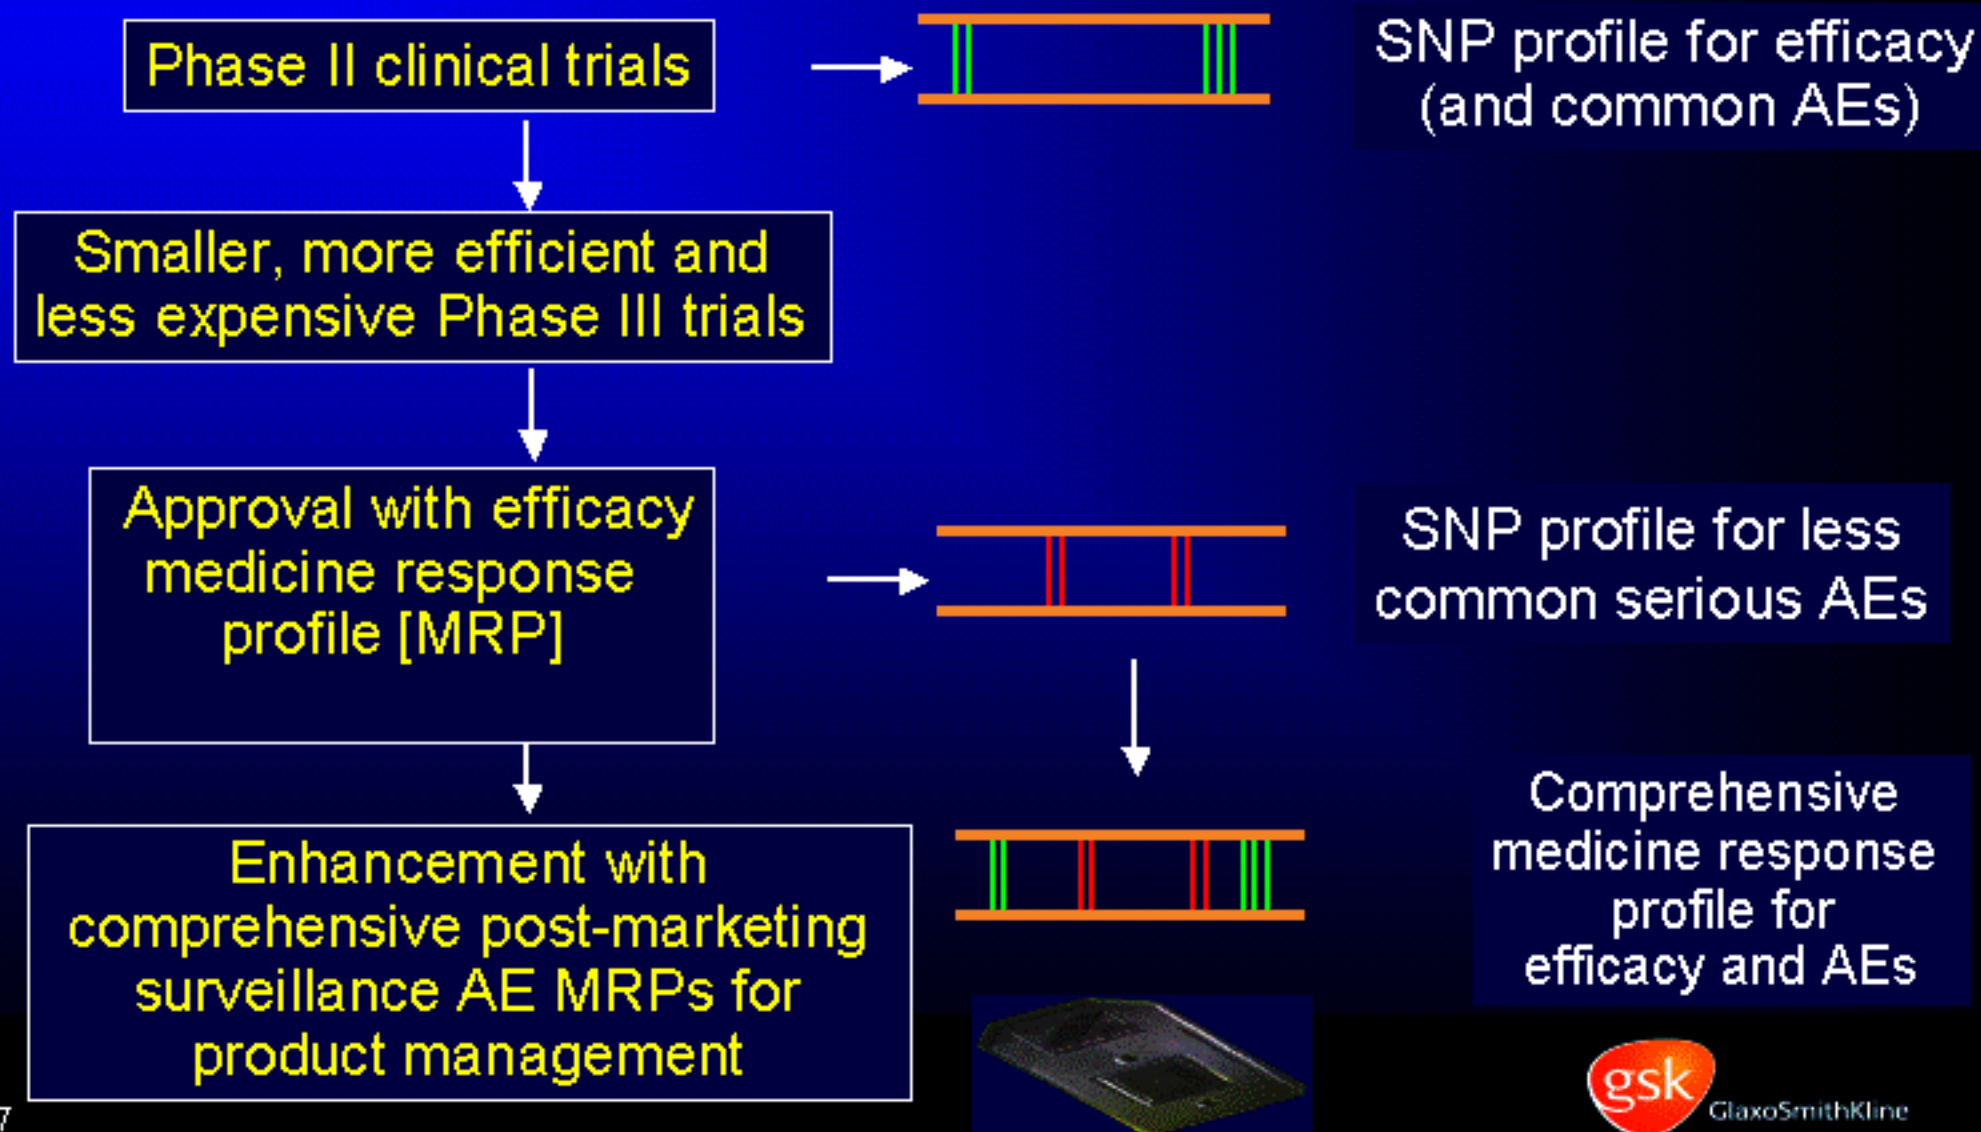 Phase II clinical trials
SNP profile for efficacy
(and common AEs)
Smaller, more efficient and
less expensive Phase III trials
Approval with efficacy
medicine response
profile [MRP]
SNP profile for less
common serious AEs
Enhancement with
comprehensive post-marketing
surveillance AE MRPs for
product management
Comprehensive
medicine response
profile for
efficacy and AEs
gsk
GlaxoSmithKline
7